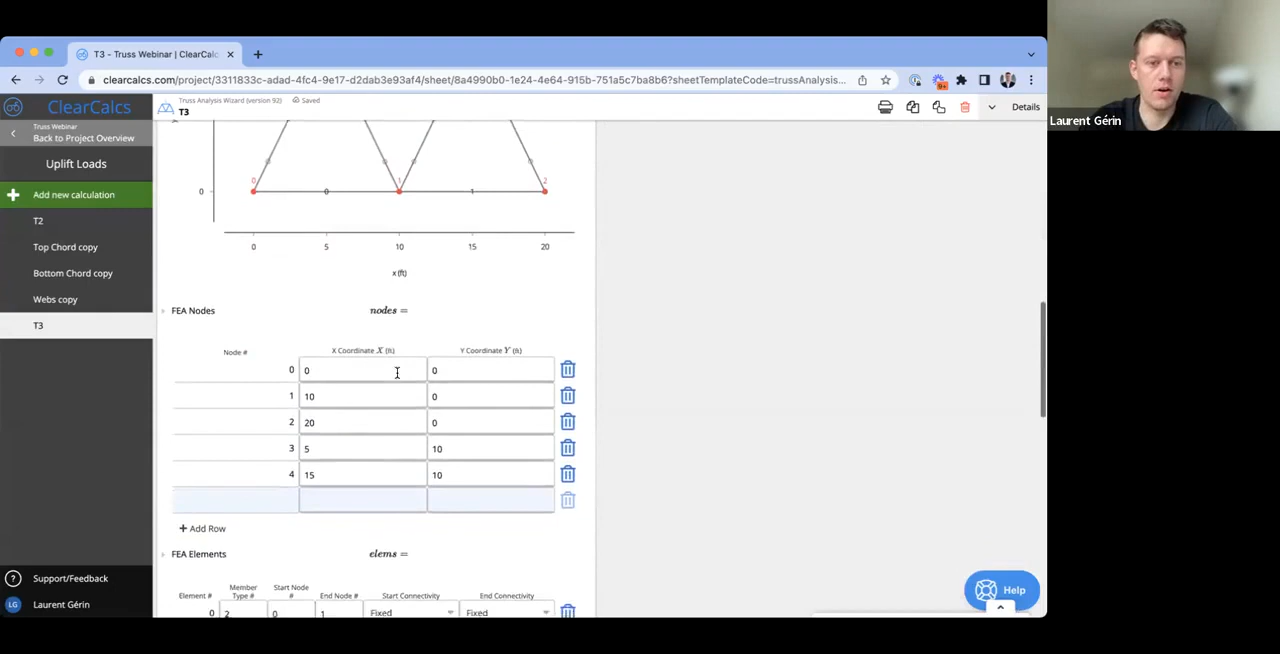 T3 - Truss Webinar | ClearCalc
clearcalcs.com/project/3311833c-adad-4fc4-9e17-d2dab3e93af4/sheet/8a4990b0-1e24-4e64-915b-751a5c7ba8b6?sheetTemplateCode=trussAnalysis...
9+
ClearCalcs
Truss Analysis Wizard (version 92)
Saved
T3
Details
Laurent Gérin
Truss Webinar
Back to Project Overview
Uplift Loads
Add new calculation
T2
Top Chord copy
Bottom Chord copy
Webs copy
T3
0
0 1 2
0 1
0 5 10 15 20
x (ft)
FEA Nodes nodes =
Node # X Coordinate X (ft) Y Coordinate Y (ft)
0 0 0
1 10 0
2 20 0
3 5 10
4 15 10
+ Add Row
FEA Elements elems =
Element # Member Type # Start Node # End Node # Start Connectivity End Connectivity
0 2 0 1 Fixed Fixed
? Support/Feedback
LG Laurent Gérin
Help